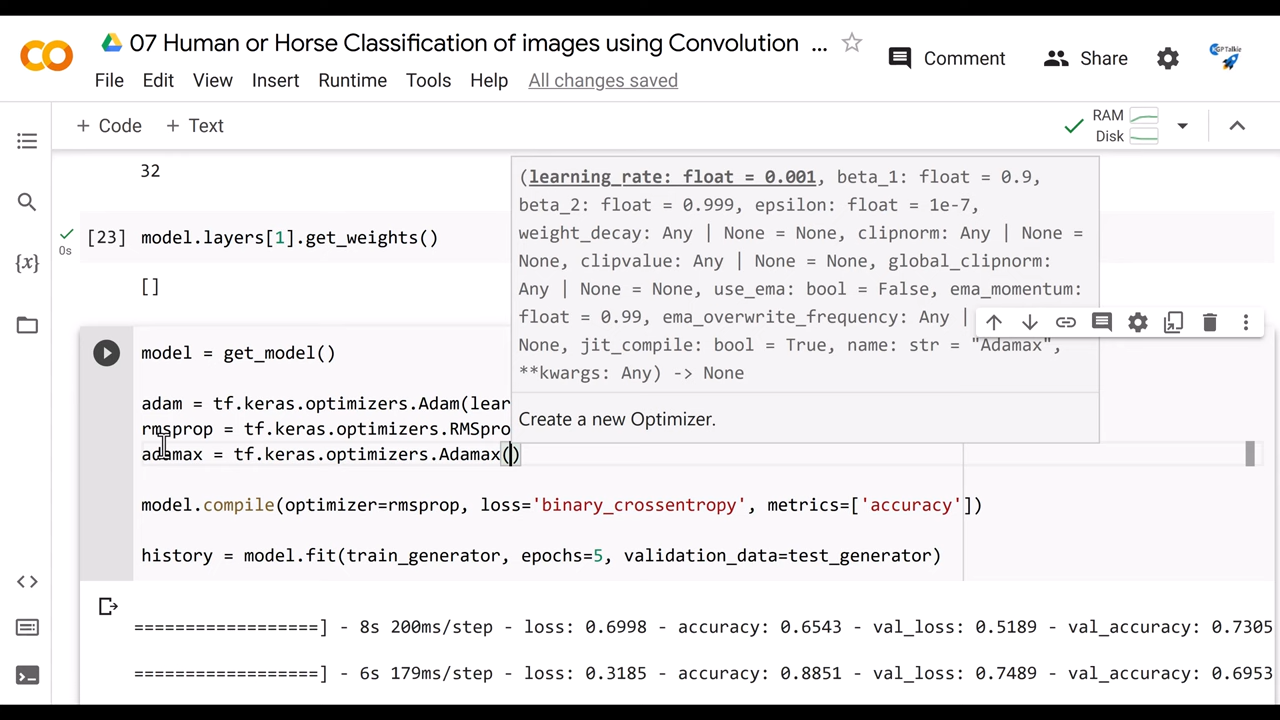 07 Human or Horse Classification of images using Convolution ...
Comment
Share
KGP Talkie
File Edit View Insert Runtime Tools Help All changes saved
+ Code + Text
RAM
Disk
32
[23] model.layers[1].get_weights()
0s
[]
(learning_rate: float = 0.001, beta_1: float = 0.9,
beta_2: float = 0.999, epsilon: float = 1e-7,
weight_decay: Any | None = None, clipnorm: Any | None =
None, clipvalue: Any | None = None, global_clipnorm:
Any | None = None, use_ema: bool = False, ema_momentum:
float = 0.99, ema_overwrite_frequency: Any |
None, jit_compile: bool = True, name: str = "Adamax",
**kwargs: Any) -> None
Create a new Optimizer.
model = get_model()
adam = tf.keras.optimizers.Adam(lear
rmsprop = tf.keras.optimizers.RMSpro
adamax = tf.keras.optimizers.Adamax()
model.compile(optimizer=rmsprop, loss='binary_crossentropy', metrics=['accuracy'])
history = model.fit(train_generator, epochs=5, validation_data=test_generator)
==================] - 8s 200ms/step - loss: 0.6998 - accuracy: 0.6543 - val_loss: 0.5189 - val_accuracy: 0.7305
==================] - 6s 179ms/step - loss: 0.3185 - accuracy: 0.8851 - val_loss: 0.7489 - val_accuracy: 0.6953